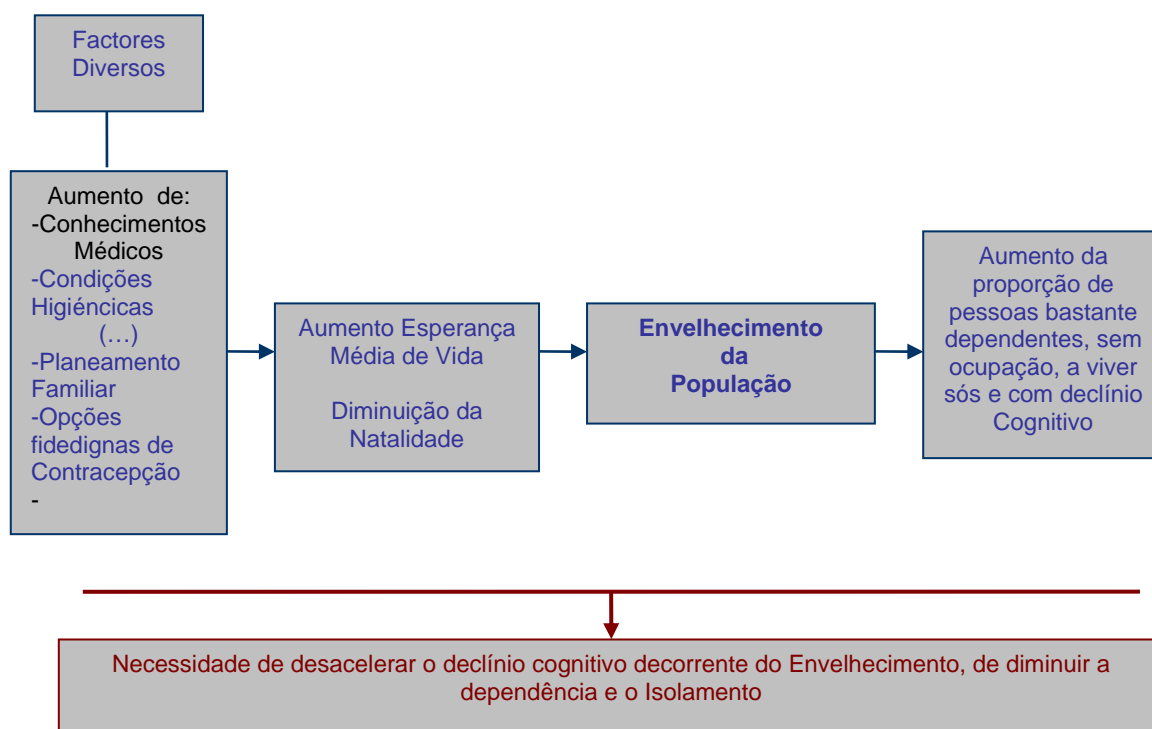 Factores
Diversos
Aumento de:
-Conhecimentos
Médicos
-Condições
Higiéncicas
(…)
-Planeamento
Familiar
-Opções
fidedignas de
Contracepção
-
Aumento Esperança
Média de Vida
Diminuição da
Natalidade
Envelhecimento
da
População
Aumento da
proporção de
pessoas bastante
dependentes, sem
ocupação, a viver
sós e com declínio
Cognitivo
Necessidade de desacelerar o declínio cognitivo decorrente do Envelhecimento, de diminuir a
dependência e o Isolamento